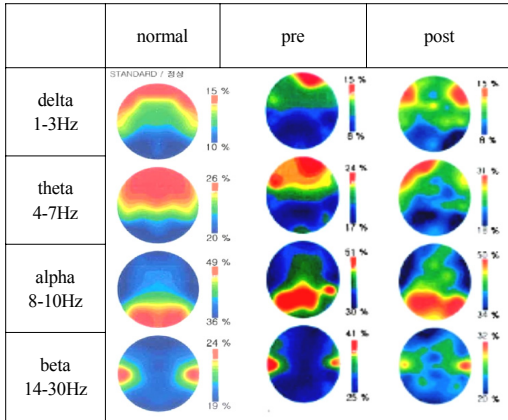 normal pre post
STANDARD / 정상
delta
1-3Hz
15 %
10 %
15 %
8 %
15 %
8 %
theta
4-7Hz
26 %
20 %
24 %
17 %
31 %
alpha
8-10Hz
49 %
36 %
51 %
30 %
34 %
beta
14-30Hz
24 %
19 %
41 %
25 %
32 %
20 %